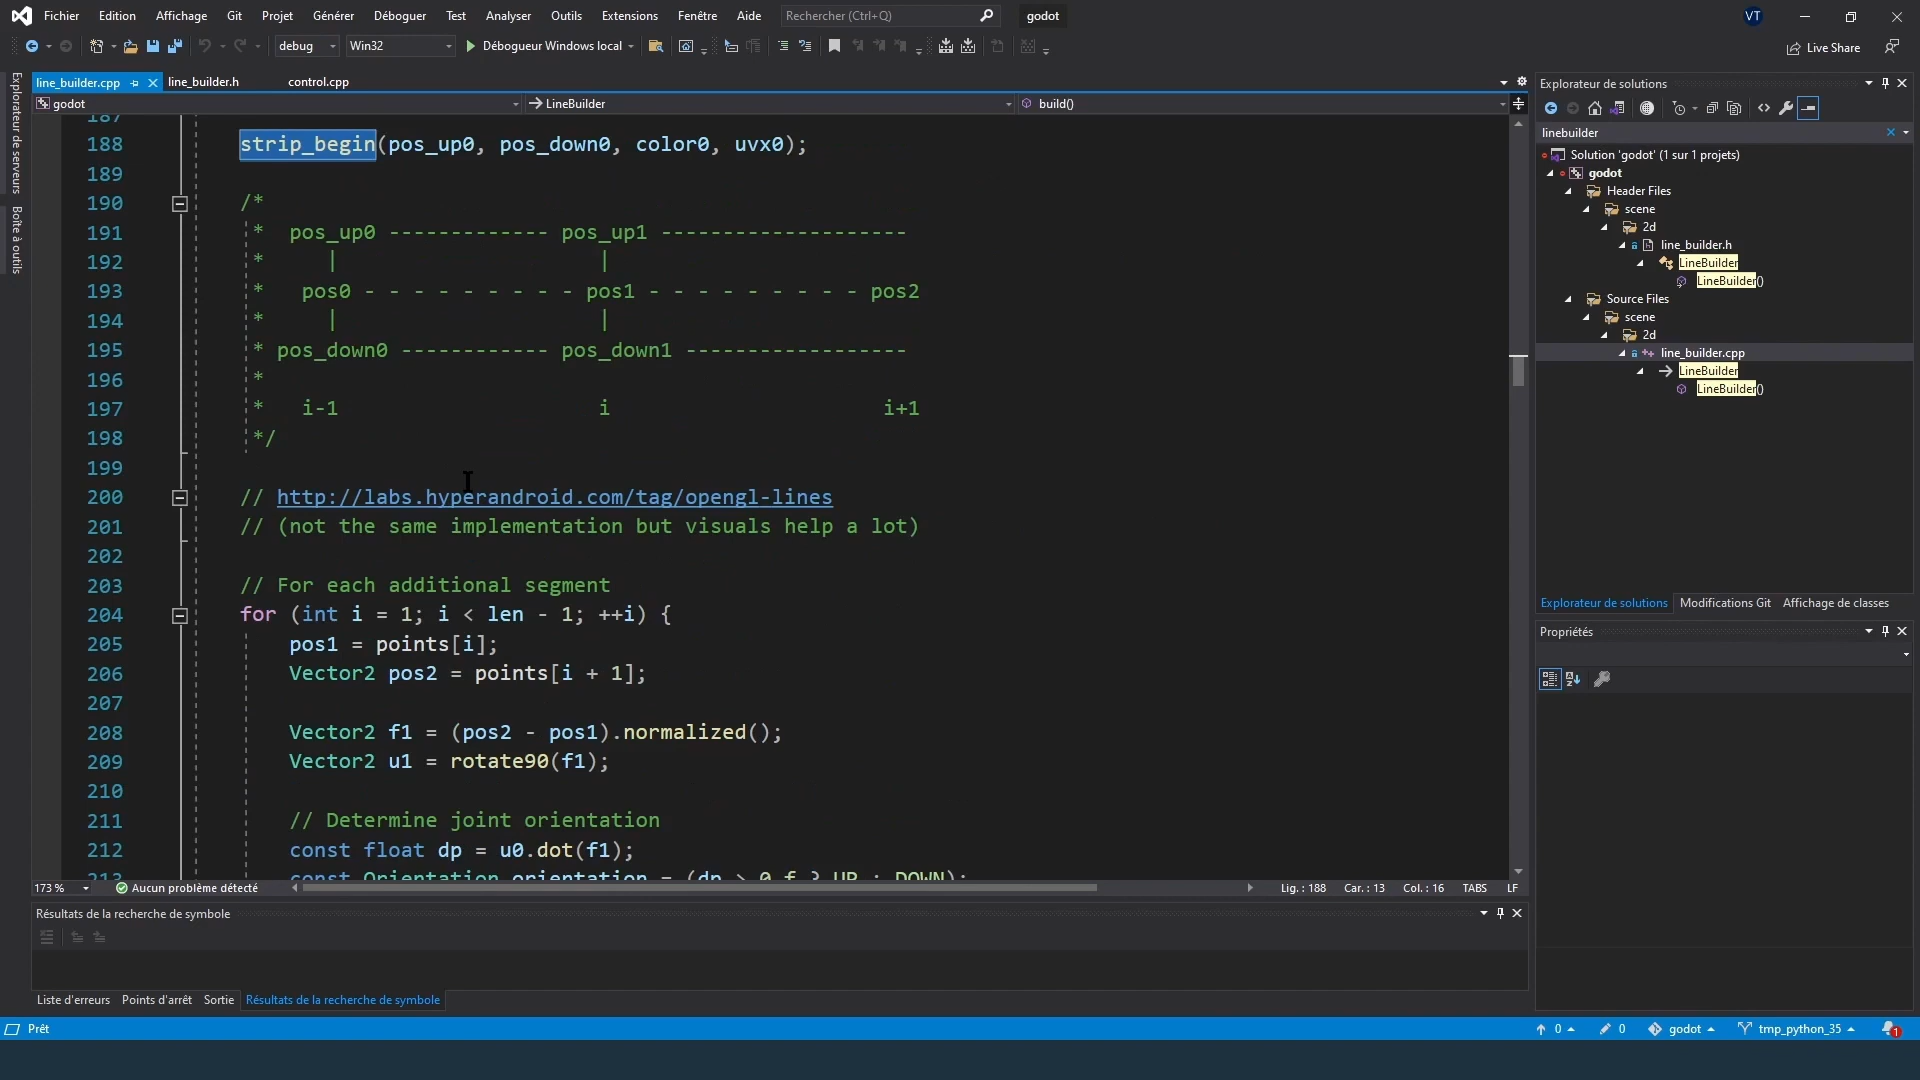 Fichier Edition Affichage Git Projet Générer Déboguer Test Analyser Outils Extensions Fenêtre Aide Rechercher (Ctrl+Q) godot VT
debug Win32 Débogueur Windows local Live Share
Explorateur de serveurs
Boîte à outils
line_builder.cpp line_builder.h control.cpp
godot LineBuilder build()
187
188 strip_begin(pos_up0, pos_down0, color0, uvx0);
189
190 /*
191 * pos_up0 ------------- pos_up1 --------------------
192 * | |
193 * pos0 - - - - - - - - - pos1 - - - - - - - - - pos2
194 * | |
195 * pos_down0 ------------ pos_down1 ------------------
196 *
197 * i-1 i i+1
198 */
199
200 // http://labs.hyperandroid.com/tag/opengl-lines
201 // (not the same implementation but visuals help a lot)
202
203 // For each additional segment
204 for (int i = 1; i < len - 1; ++i) {
205 pos1 = points[i];
206 Vector2 pos2 = points[i + 1];
207
208 Vector2 f1 = (pos2 - pos1).normalized();
209 Vector2 u1 = rotate90(f1);
210
211 // Determine joint orientation
212 const float dp = u0.dot(f1);
213 const Orientation orientation = (dp > 0.f ? UP : DOWN);
173 % Aucun problème détecté Lig. : 188 Car. : 13 Col. : 16 TABS LF
Résultats de la recherche de symbole
Liste d'erreurs Points d'arrêt Sortie Résultats de la recherche de symbole
Explorateur de solutions
linebuilder
Solution 'godot' (1 sur 1 projets)
godot
Header Files
scene
2d
line_builder.h
LineBuilder
LineBuilder()
Source Files
scene
2d
line_builder.cpp
LineBuilder
LineBuilder()
Explorateur de solutions Modifications Git Affichage de classes
Propriétés
Prêt 0 0 godot tmp_python_35 1